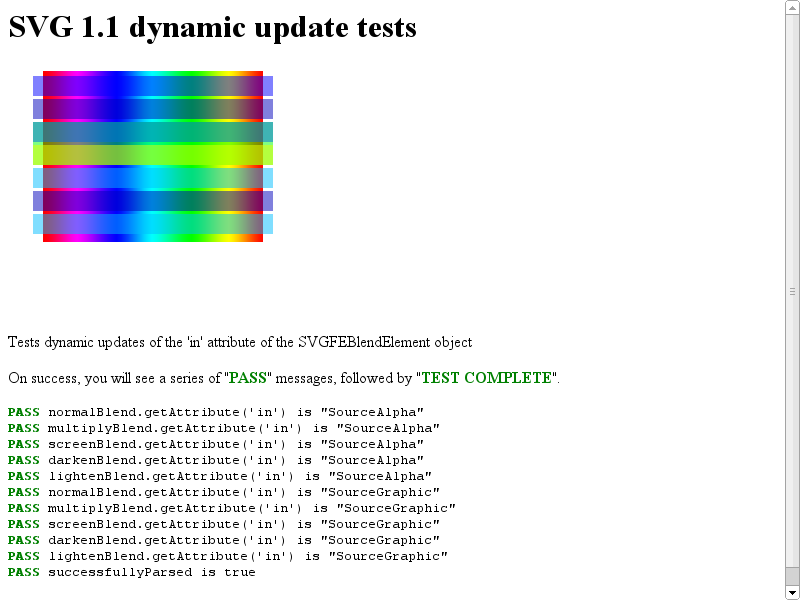 SVG 1.1 dynamic update tests
Tests dynamic updates of the 'in' attribute of the SVGFEBlendElement object
On success, you will see a series of "PASS" messages, followed by "TEST COMPLETE".
PASS normalBlend.getAttribute('in') is "SourceAlpha"
PASS multiplyBlend.getAttribute('in') is "SourceAlpha"
PASS screenBlend.getAttribute('in') is "SourceAlpha"
PASS darkenBlend.getAttribute('in') is "SourceAlpha"
PASS lightenBlend.getAttribute('in') is "SourceAlpha"
PASS normalBlend.getAttribute('in') is "SourceGraphic"
PASS multiplyBlend.getAttribute('in') is "SourceGraphic"
PASS screenBlend.getAttribute('in') is "SourceGraphic"
PASS darkenBlend.getAttribute('in') is "SourceGraphic"
PASS lightenBlend.getAttribute('in') is "SourceGraphic"
PASS successfullyParsed is true